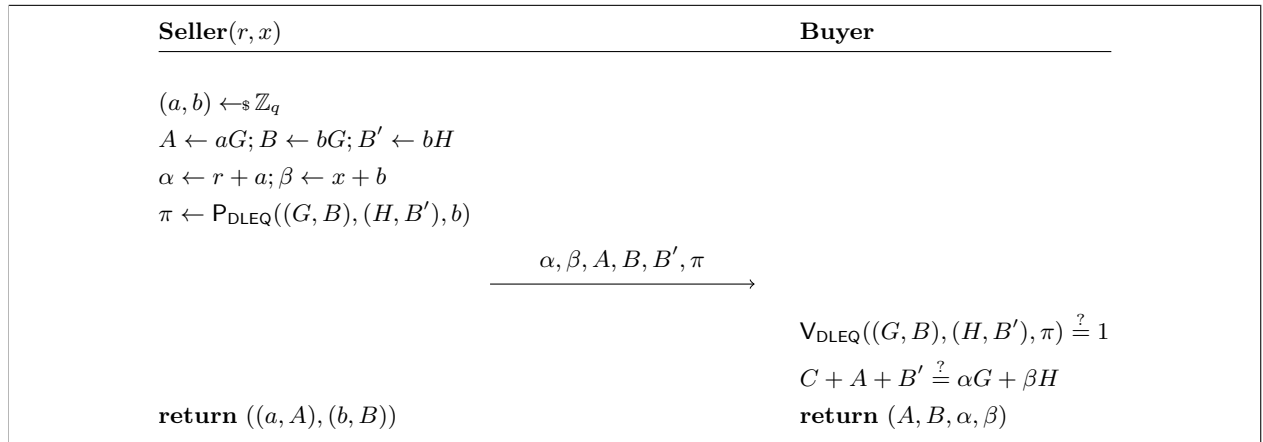 Seller(r, x) Buyer
(a, b) ←$ ℤ_q
A ← aG; B ← bG; B′ ← bH
α ← r + a; β ← x + b
π ← P_DLEQ((G, B), (H, B′), b)
α, β, A, B, B′, π
V_DLEQ((G, B), (H, B′), π) ≟ 1
C + A + B′ ≟ αG + βH
return ((a, A), (b, B)) return (A, B, α, β)